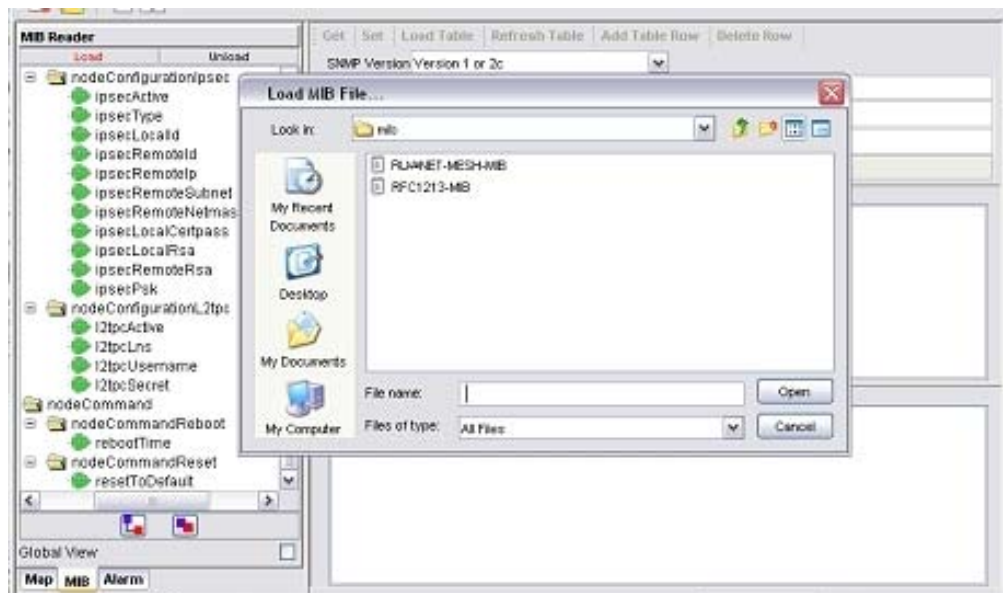 MIB Reader
Load Unload
nodeConfigurationIpsec
ipsecActive
ipsecType
ipsecLocalId
ipsecRemoteId
ipsecRemoteIp
ipsecRemoteSubnet
ipsecRemoteNetmas
ipsecLocalCertpass
ipsecLocalRsa
ipsecRemoteRsa
ipsecPsk
nodeConfigurationL2tpc
l2tpcActive
l2tpcLns
l2tpcUsername
l2tpcSecret
nodeCommand
nodeCommandReboot
rebootTime
nodeCommandReset
resetToDefault
Global View
Map MIB Alarm
Get Set Load Table Refresh Table Add Table Row Delete Row
SNMP Version Version 1 or 2c
Load MIB File...
Look in:
My Recent Documents
Desktop
My Documents
My Computer
RFC1213-MIB
File name: Open
Files of type: All Files Cancel